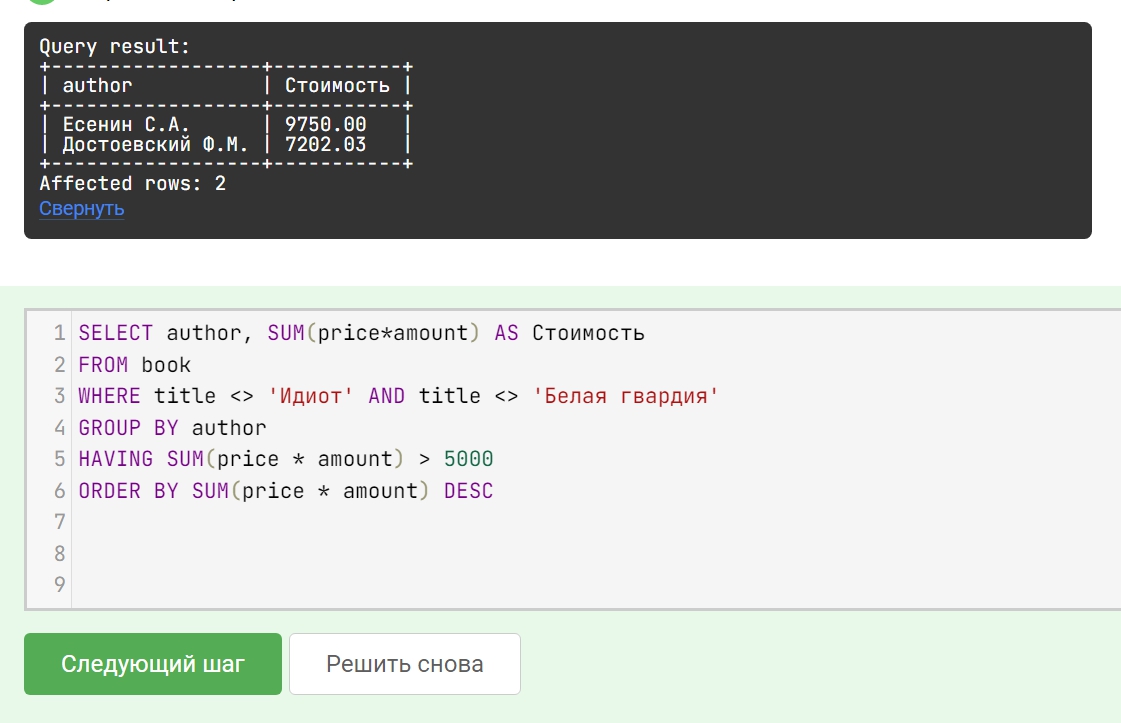 Query result:
+------------------+-----------+
| author           | Стоимость |
+------------------+-----------+
| Есенин С.А.      | 9750.00   |
| Достоевский Ф.М. | 7202.03   |
+------------------+-----------+
Affected rows: 2
Свернуть
1 SELECT author, SUM(price*amount) AS Стоимость
2 FROM book
3 WHERE title <> 'Идиот' AND title <> 'Белая гвардия'
4 GROUP BY author
5 HAVING SUM(price * amount) > 5000
6 ORDER BY SUM(price * amount) DESC
7
8
9
Следующий шаг Решить снова